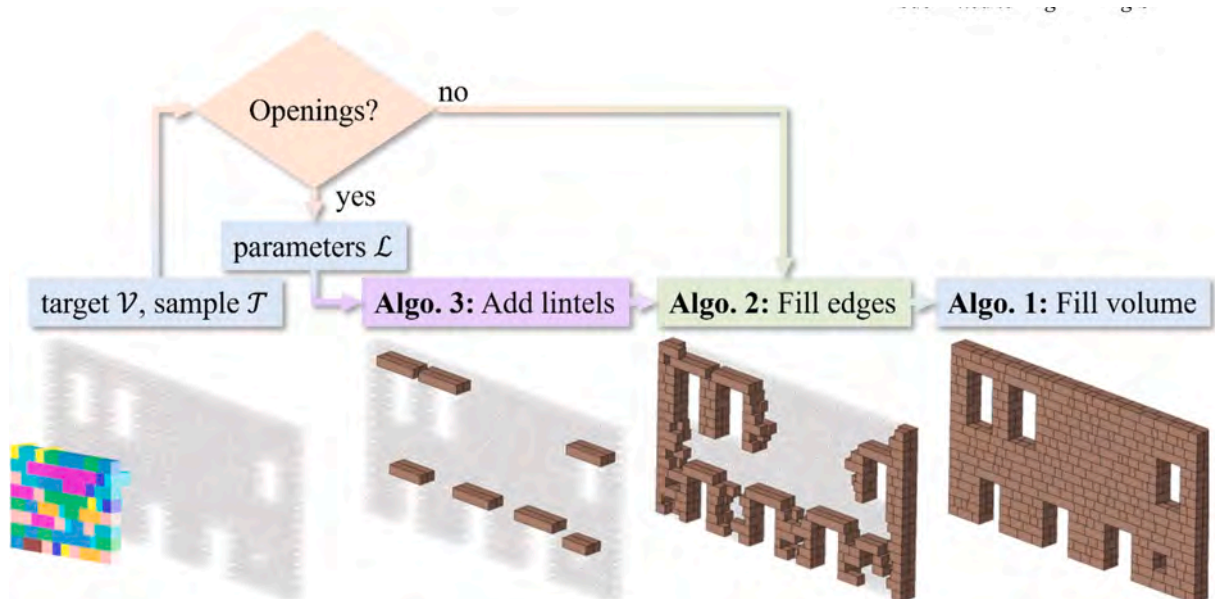 Openings?
no
yes
parameters ℒ
target 𝒱, sample 𝒯
Algo. 3: Add lintels
Algo. 2: Fill edges
Algo. 1: Fill volume